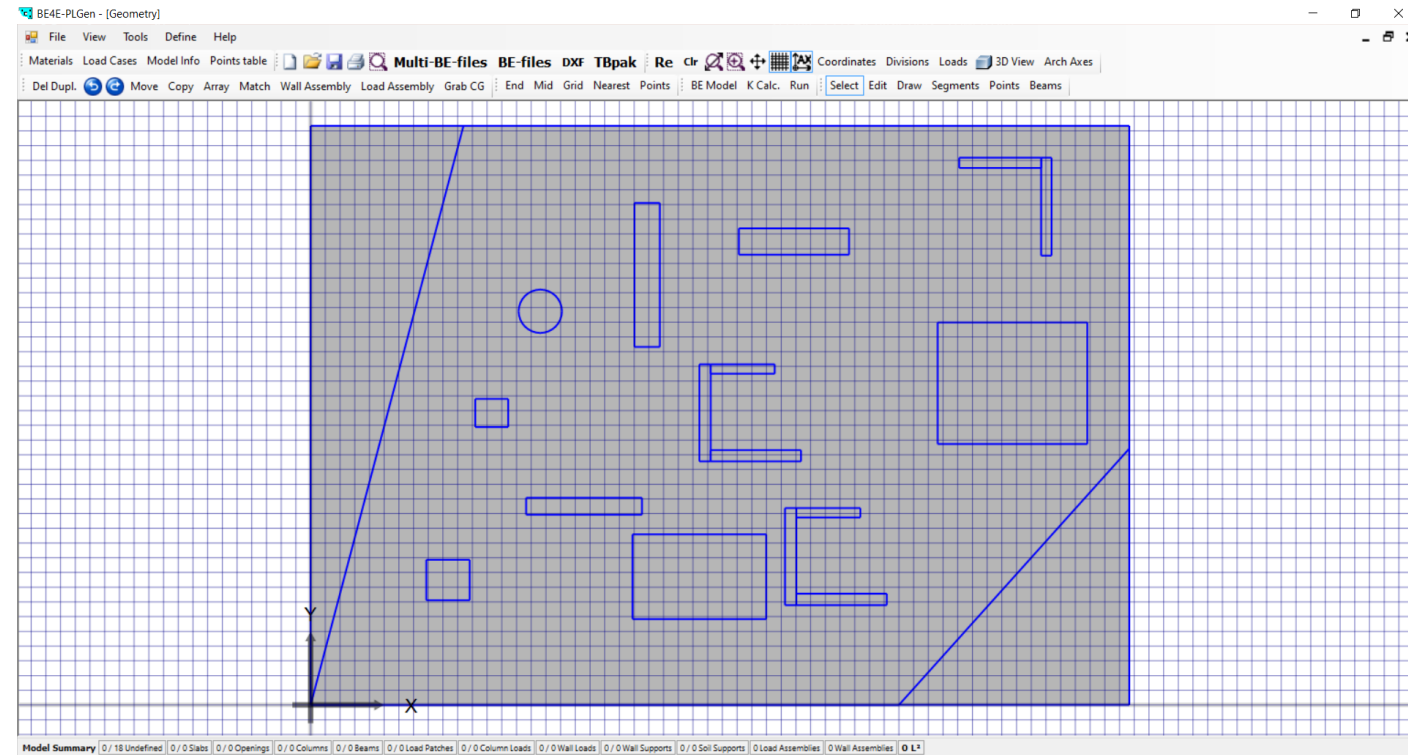 BE4E-PLGen - [Geometry]
File View Tools Define Help
Materials Load Cases Model Info Points table Multi-BE-files BE-files DXF TBpak Re Clr AX Coordinates Divisions Loads 3D View Arch Axes
Del Dupl. Move Copy Array Match Wall Assembly Load Assembly Grab CG End Mid Grid Nearest Points BE Model K Calc. Run Select Edit Draw Segments Points Beams
Y
X
Model Summary 0 / 18 Undefined 0 / 0 Slabs 0 / 0 Openings 0 / 0 Columns 0 / 0 Beams 0 / 0 Load Patches 0 / 0 Column Loads 0 / 0 Wall Loads 0 / 0 Wall Supports 0 / 0 Soil Supports 0 Load Assemblies 0 Wall Assemblies 0 L²